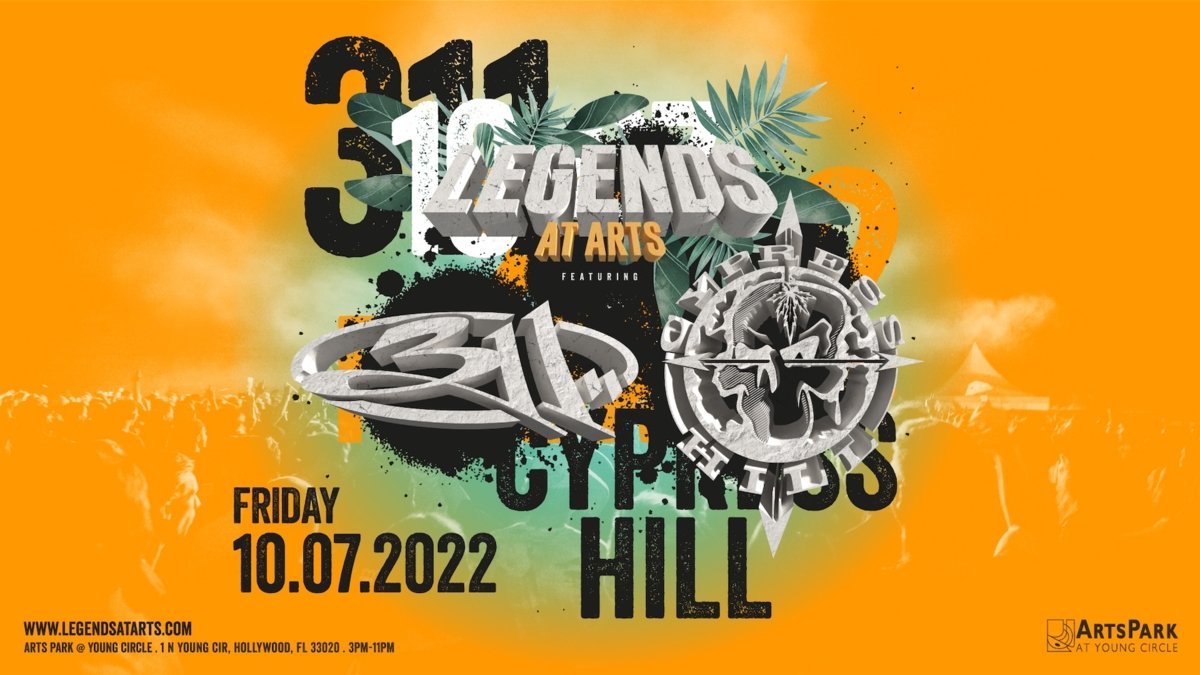 311
10
LEGENDS
AT ARTS
FEATURING
311
CYPRESS
HILL
CYPRESS
HILL
FRIDAY
10.07.2022
WWW.LEGENDSATARTS.COM
ARTS PARK @ YOUNG CIRCLE . 1 N YOUNG CIR, HOLLYWOOD, FL 33020 . 3PM-11PM
ARTSPARK
AT YOUNG CIRCLE